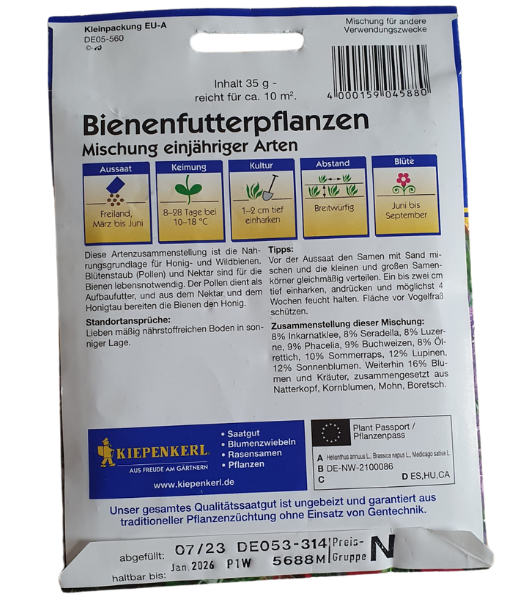 Kleinpackung EU-A
DE05-560
Mischung für andere
Verwendungszwecke
Inhalt 35 g -
reicht für ca. 10 m².
4 000159 045880
Bienenfutterpflanzen
Mischung einjähriger Arten
Aussaat
Freiland,
März bis Juni
Keimung
8–28 Tage bei
10–18 °C
Kultur
1–2 cm tief
einharken
Abstand
Breitwürfig
Blüte
Juni bis
September
Diese Artenzusammenstellung ist die Nah-
rungsgrundlage für Honig- und Wildbienen.
Blütenstaub (Pollen) und Nektar sind für die
Bienen lebensnotwendig. Der Pollen dient als
Aufbaufutter, und aus dem Nektar und dem
Honigtau bereiten die Bienen den Honig.
Standortansprüche:
Lieben mäßig nährstoffreichen Boden in son-
niger Lage.
Tipps:
Vor der Aussaat den Samen mit Sand mi-
schen und die kleinen und großen Samen-
körner gleichmäßig verteilen. Ein bis zwei cm
tief einharken, andrücken und möglichst 4
Wochen feucht halten. Fläche vor Vogelfraß
schützen.
Zusammenstellung dieser Mischung:
8% Inkarnatklee, 8% Seradella, 8% Luzer-
ne, 9% Phacelia, 9% Buchweizen, 8% Öl-
rettich, 10% Sommerraps, 12% Lupinen,
12% Sonnenblumen. Weiterhin 16% Blu-
men und Kräuter, zusammengesetzt aus
Natterkopf, Kornblumen, Mohn, Boretsch.
KIEPENKERL
AUS FREUDE AM GÄRTNERN
• Saatgut
• Blumenzwiebeln
• Rasensamen
• Pflanzen
www.kiepenkerl.de
Plant Passport /
Pflanzenpass
A Helianthus annuus L., Brassica napus L., Medicago sativa L.
B DE-NW-2100086
C D ES,HU,CA
Unser gesamtes Qualitätssaatgut ist ungebeizt und garantiert aus
traditioneller Pflanzenzüchtung ohne Einsatz von Gentechnik.
abgefüllt: 07/23 DE053-314 Preis-
haltbar bis: Jan. 2026 P1W 5688M Gruppe N